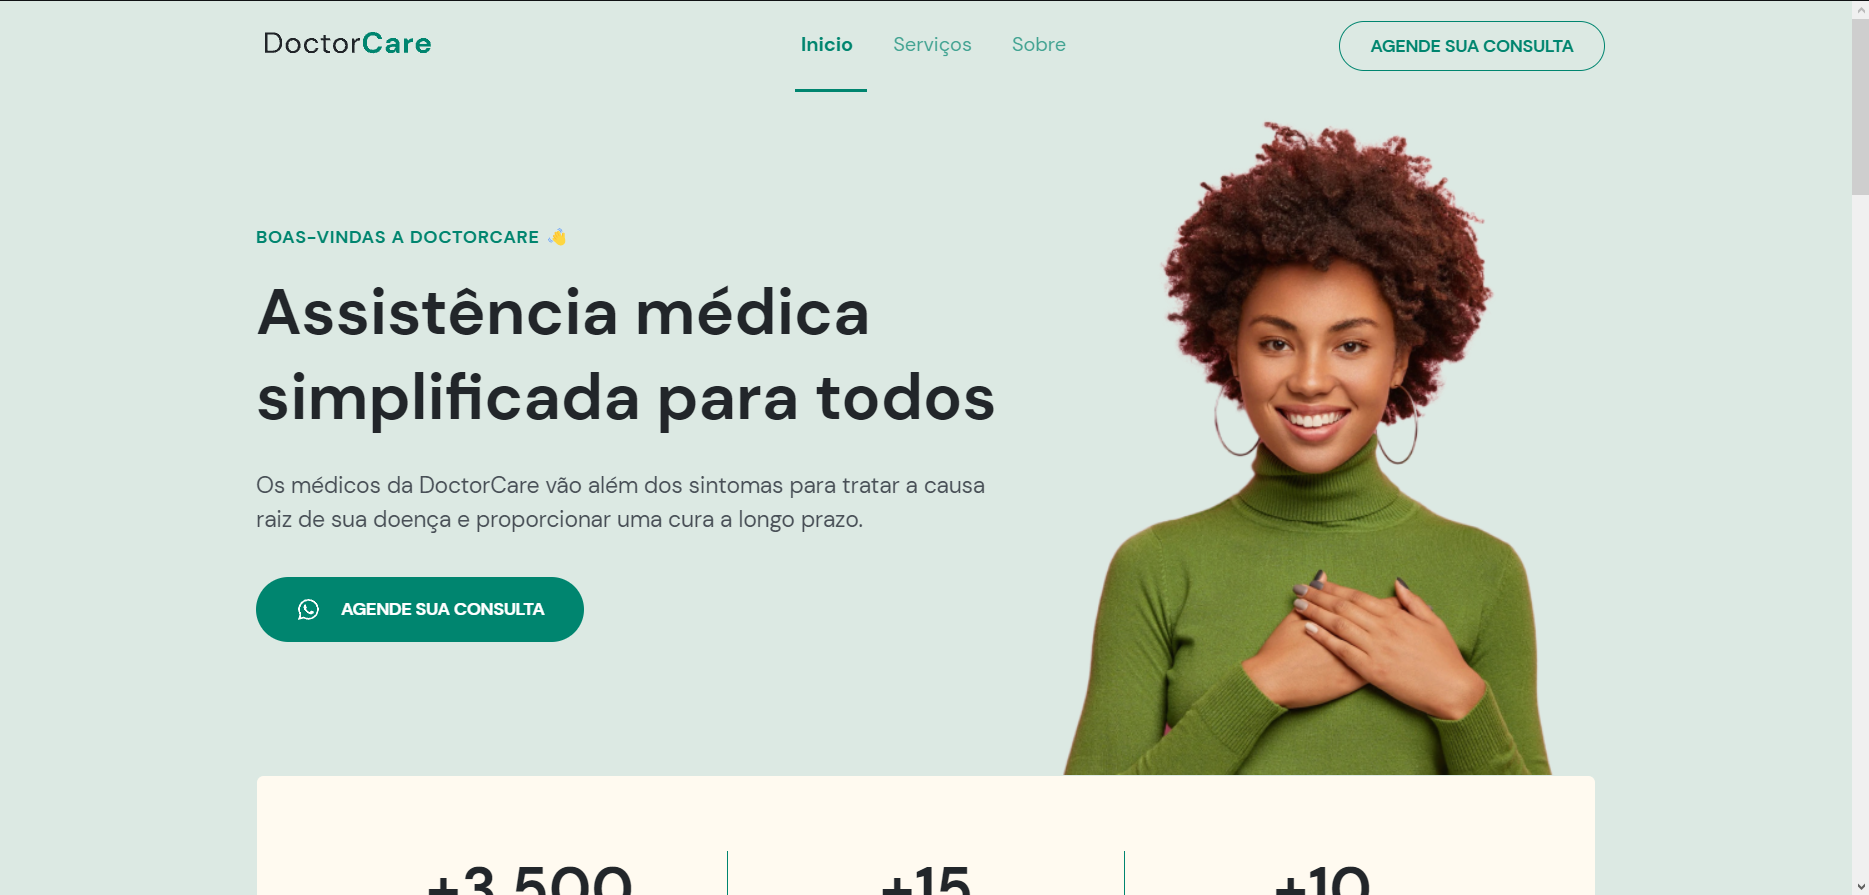 DoctorCare
Inicio
Serviços
Sobre
AGENDE SUA CONSULTA
BOAS-VINDAS A DOCTORCARE 👋
Assistência médica
simplificada para todos
Os médicos da DoctorCare vão além dos sintomas para tratar a causa
raiz de sua doença e proporcionar uma cura a longo prazo.
AGENDE SUA CONSULTA
+3.500
+15
+10